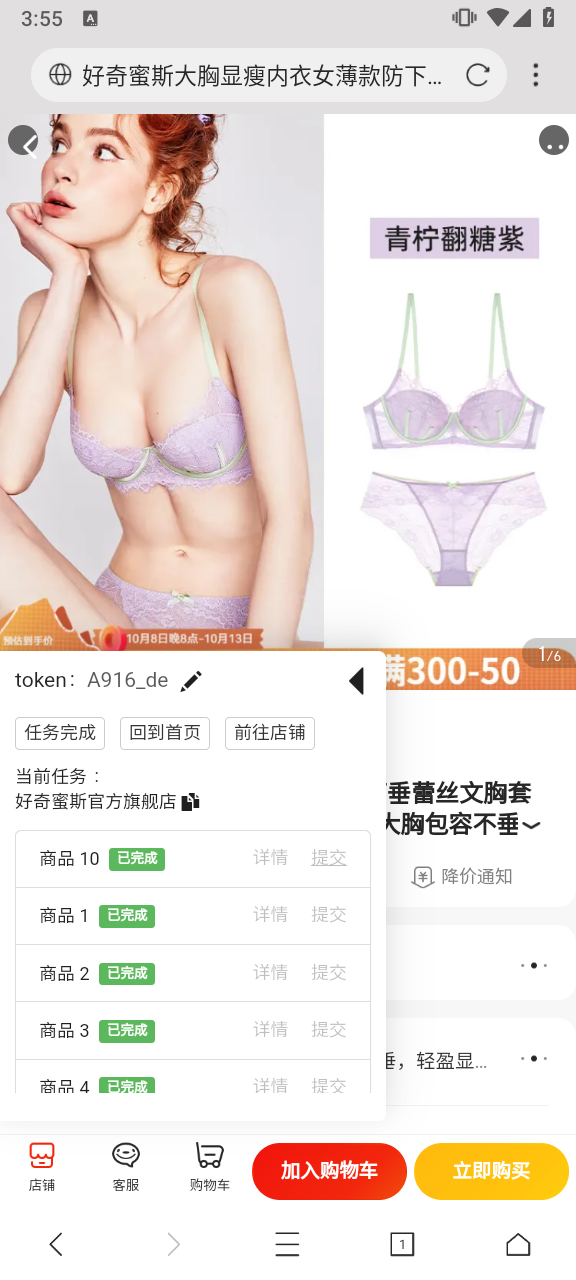 3:55
A
好奇蜜斯大胸显瘦内衣女薄款防下...
青柠翻糖紫
预估到手价
10月8日晚8点-10月13日
满300-50
1/6
token： A916_de
任务完成 回到首页 前往店铺
当前任务：
好奇蜜斯官方旗舰店
商品 10 已完成 详情 提交
商品 1 已完成 详情 提交
商品 2 已完成 详情 提交
商品 3 已完成 详情 提交
商品 4 已完成 详情 提交
垂蕾丝文胸套
大胸包容不垂
降价通知
垂，轻盈显...
店铺 客服 购物车 加入购物车 立即购买
1